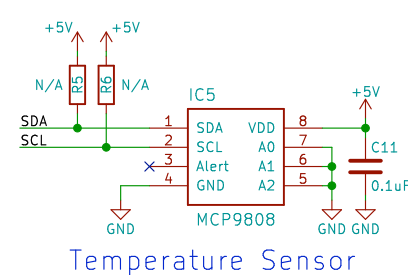 +5V +5V
N/A R5 R6 N/A
IC5
+5V
SDA 1 SDA VDD 8
SCL 2 SCL A0 7
3 Alert A1 6
4 GND A2 5
C11
0.1uF
GND MCP9808 GND GND
Temperature Sensor